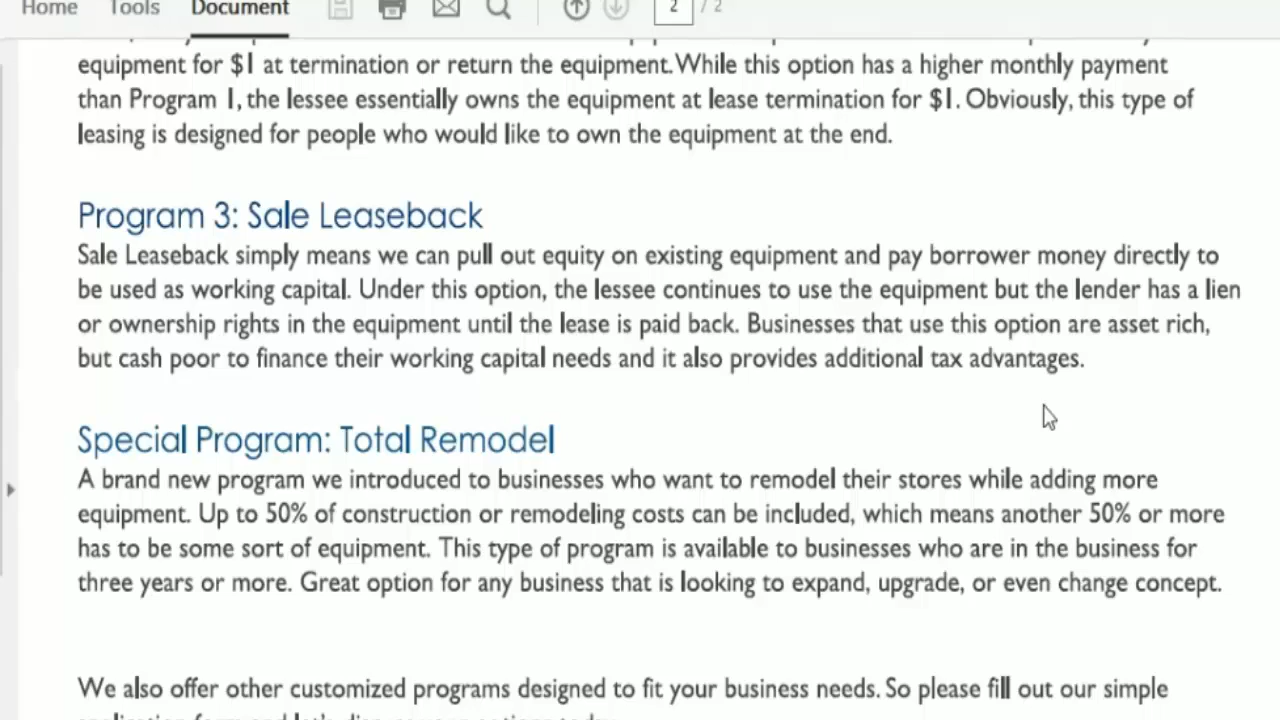 Home Tools Document 2 / 2
equipment for $1 at termination or return the equipment. While this option has a higher monthly payment
than Program 1, the lessee essentially owns the equipment at lease termination for $1. Obviously, this type of
leasing is designed for people who would like to own the equipment at the end.
Program 3: Sale Leaseback
Sale Leaseback simply means we can pull out equity on existing equipment and pay borrower money directly to
be used as working capital. Under this option, the lessee continues to use the equipment but the lender has a lien
or ownership rights in the equipment until the lease is paid back. Businesses that use this option are asset rich,
but cash poor to finance their working capital needs and it also provides additional tax advantages.
Special Program: Total Remodel
A brand new program we introduced to businesses who want to remodel their stores while adding more
equipment. Up to 50% of construction or remodeling costs can be included, which means another 50% or more
has to be some sort of equipment. This type of program is available to businesses who are in the business for
three years or more. Great option for any business that is looking to expand, upgrade, or even change concept.
We also offer other customized programs designed to fit your business needs. So please fill out our simple